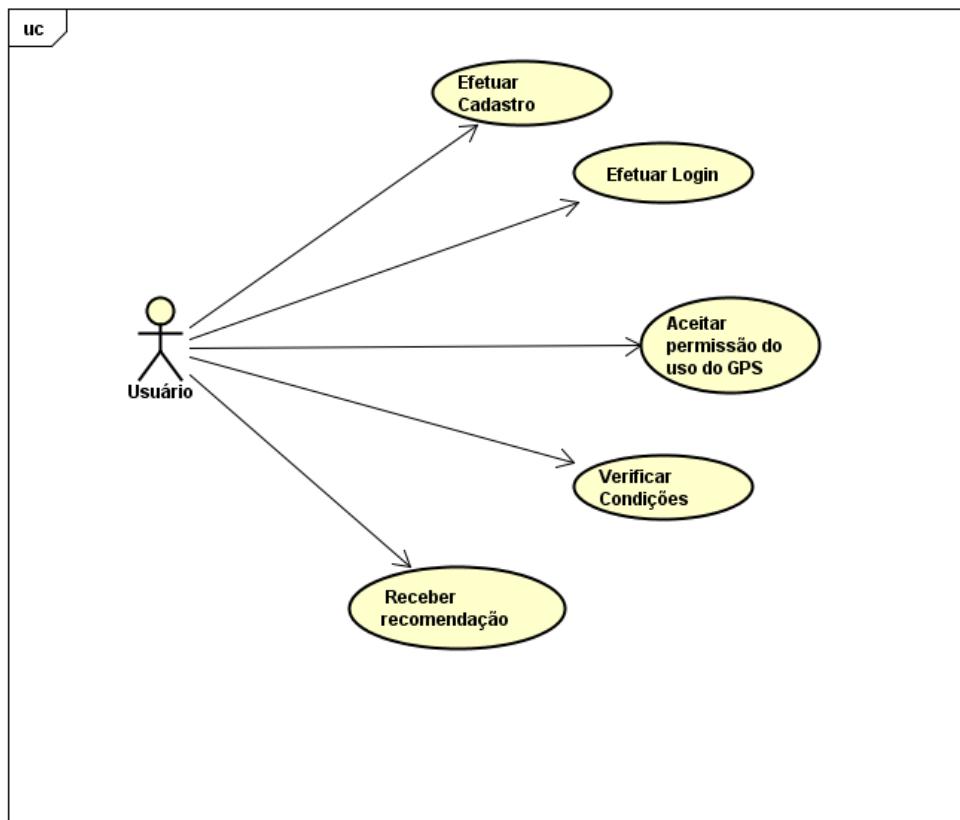 uc
Efetuar
Cadastro
Efetuar Login
Aceitar
permissão do
uso do GPS
Usuário
Verificar
Condições
Receber
recomendação